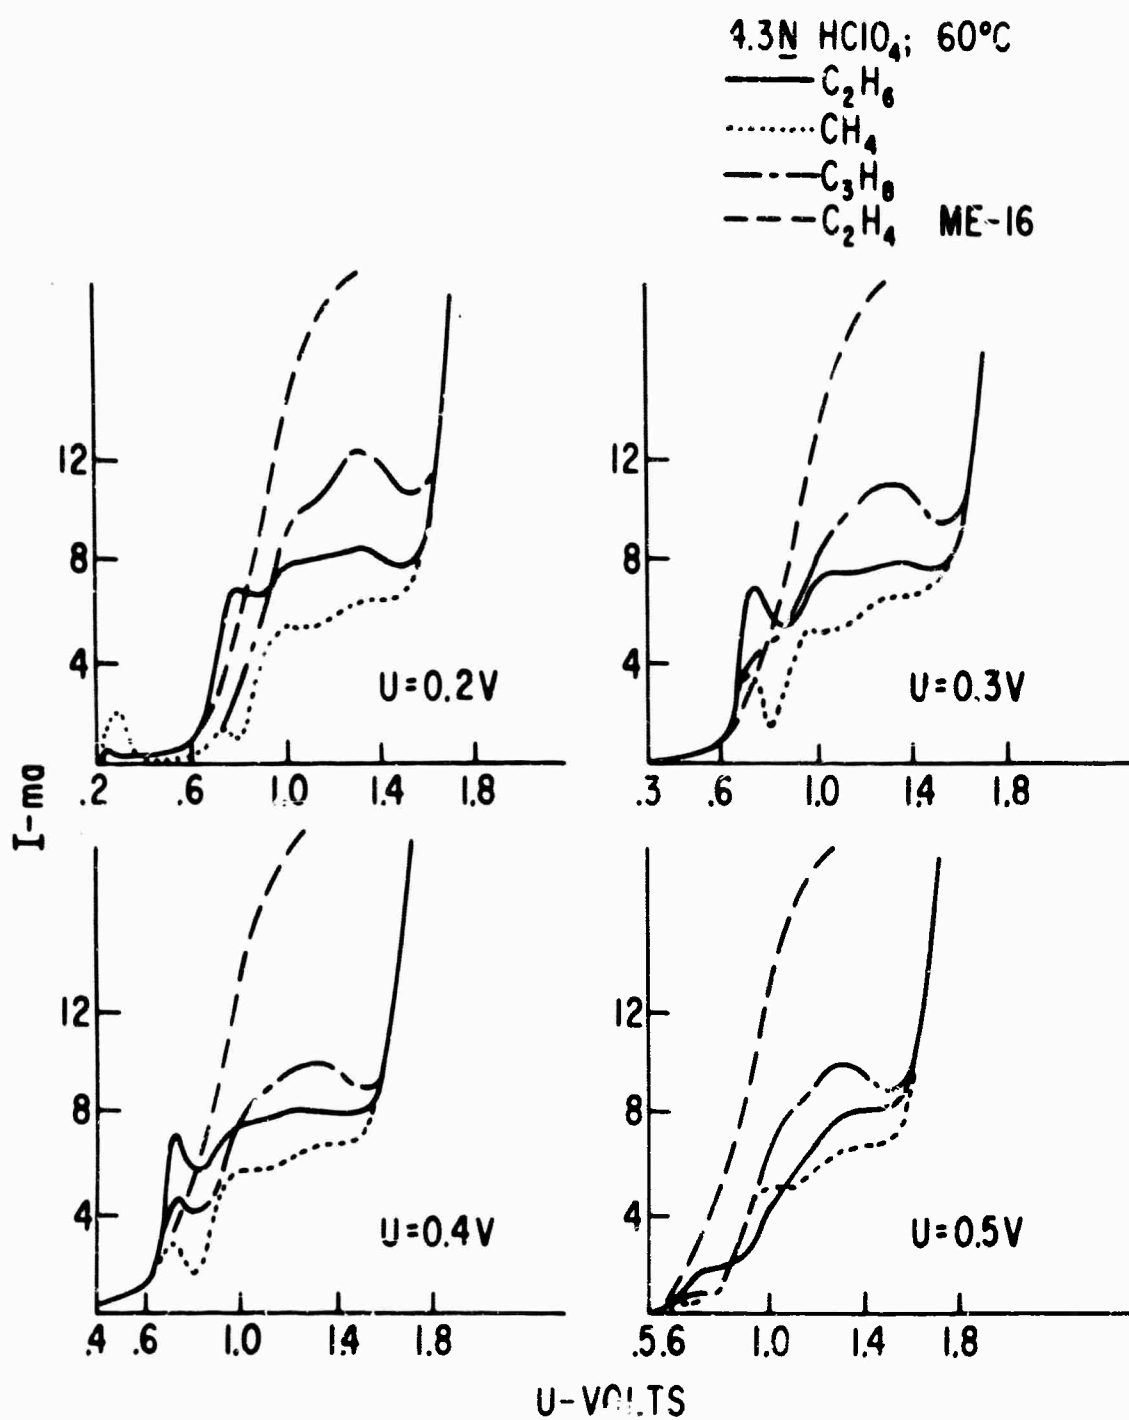 4.3N HClO4; 60°C
C2H6
CH4
C3H8
C2H4 ME-16
12
8
4
U=0.2V
.2 .6 1.0 1.4 1.8
12
8
4
U=0.3V
.3 .6 1.0 1.4 1.8
I-ma
12
8
4
U=0.4V
.4 .6 1.0 1.4 1.8
12
8
4
U=0.5V
.5.6 1.0 1.4 1.8
U-VOLTS